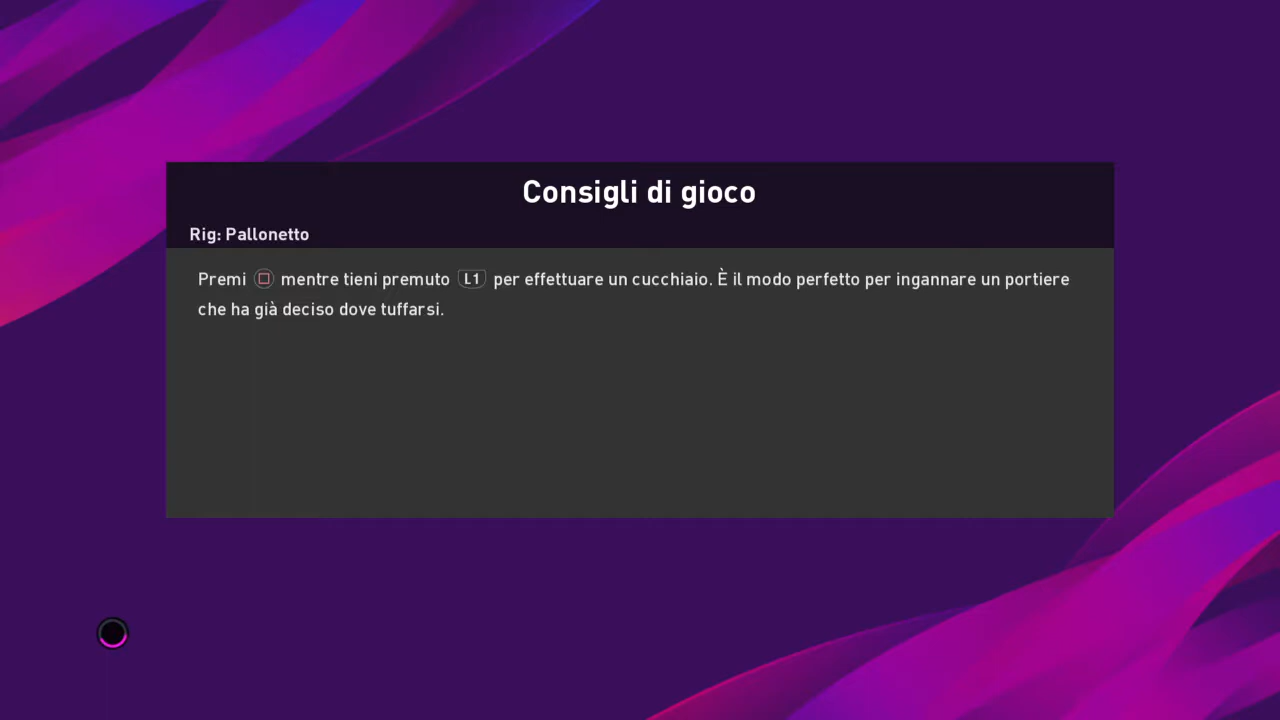 Consigli di gioco
Rig: Pallonetto
Premi □ mentre tieni premuto L1 per effettuare un cucchiaio. È il modo perfetto per ingannare un portiere
che ha già deciso dove tuffarsi.